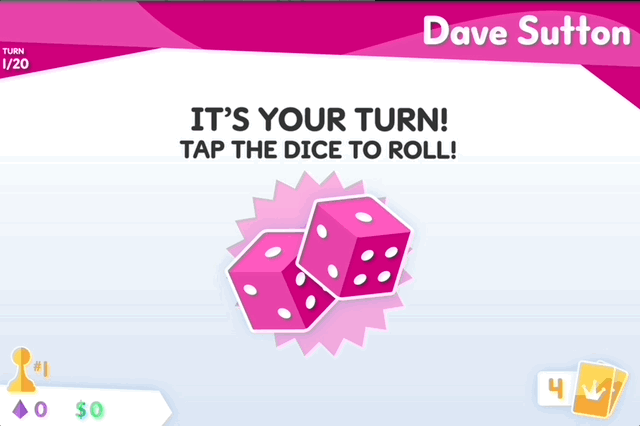 Dave Sutton
TURN
1/20
IT'S YOUR TURN!
TAP THE DICE TO ROLL!
#1
0 $0
4